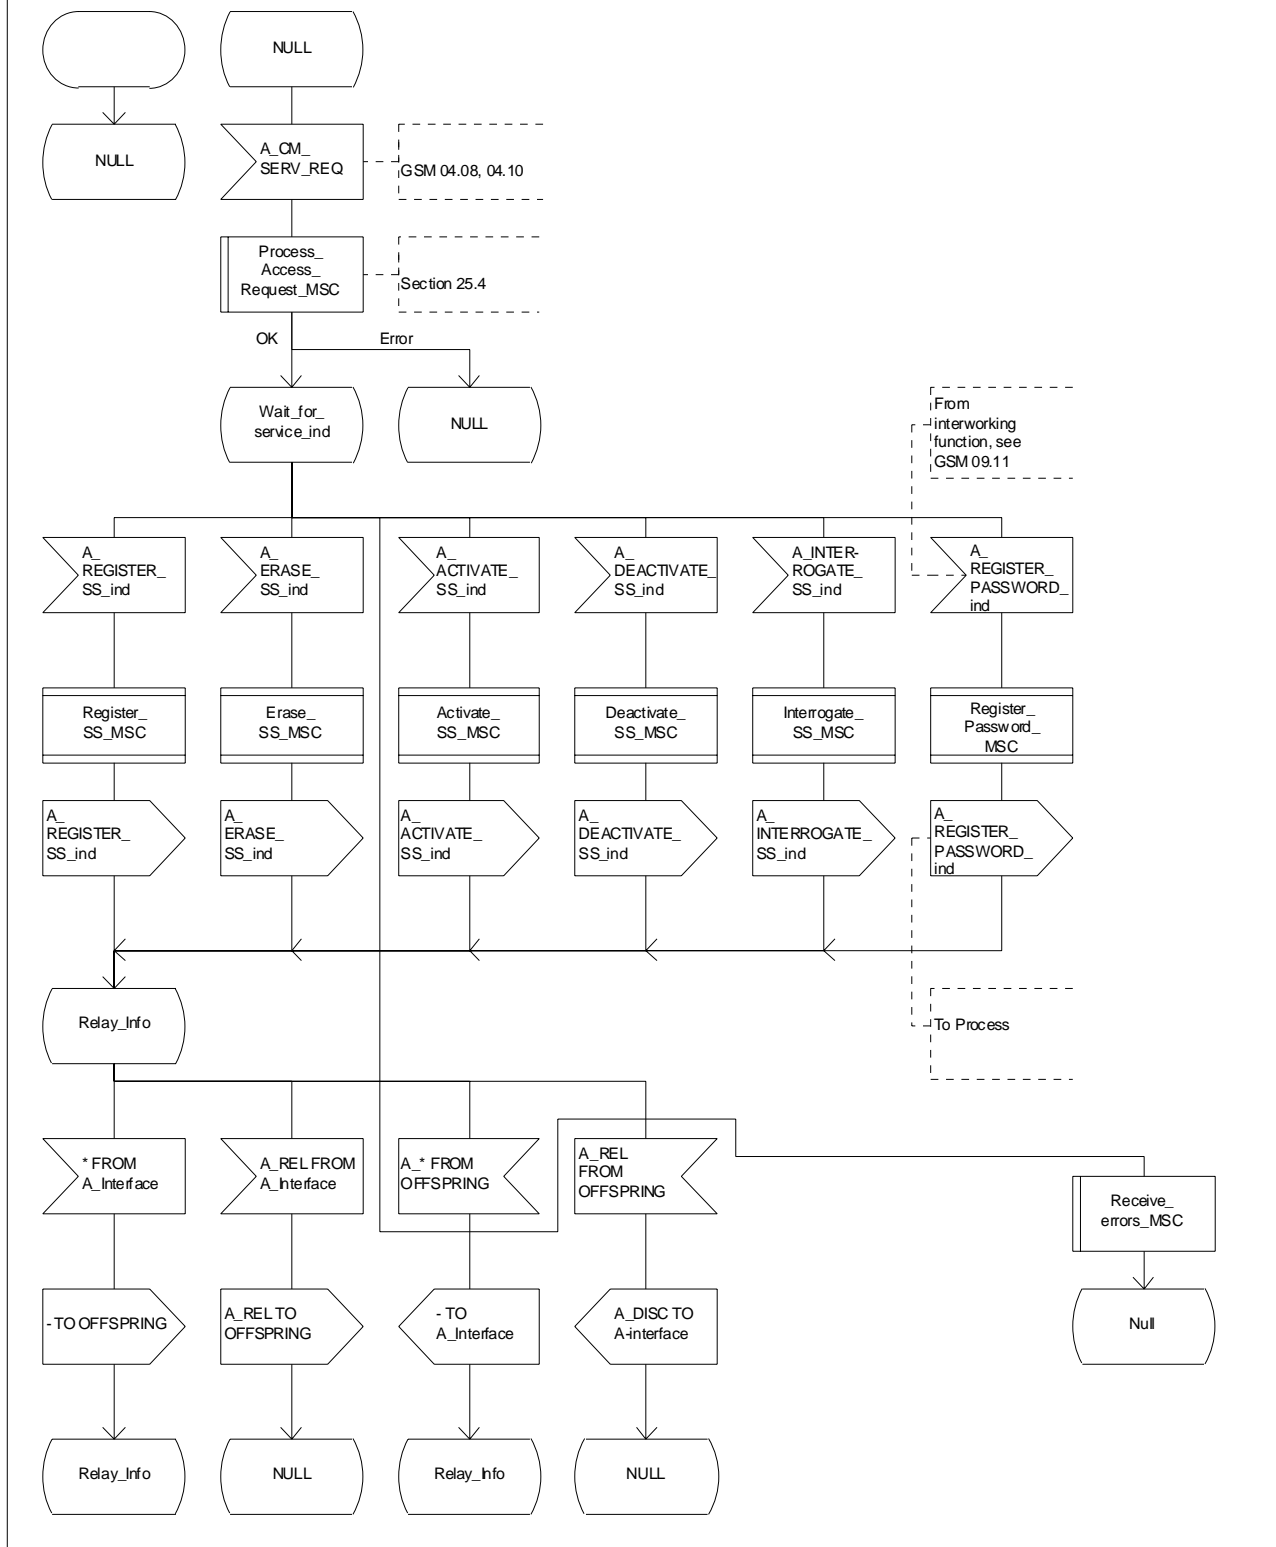 NULL
NULL
A_CM_
SERV_REQ
GSM 04.08, 04.10
Process_
Access_
Request_MSC
Section 25.4
OK
Error
Wait_for_
service_ind
NULL
From
interworking
function, see
GSM 09.11
A_
REGISTER_
SS_ind
A_
ERASE_
SS_ind
A_
ACTIVATE_
SS_ind
A_
DEACTIVATE_
SS_ind
A_INTER-
ROGATE_
SS_ind
A_
REGISTER_
PASSWORD_
ind
Register_
SS_MSC
Erase_
SS_MSC
Activate_
SS_MSC
Deactivate_
SS_MSC
Interrogate_
SS_MSC
Register_
Password_
MSC
A_
REGISTER_
SS_ind
A_
ERASE_
SS_ind
A_
ACTIVATE_
SS_ind
A_
DEACTIVATE_
SS_ind
A_
INTERROGATE_
SS_ind
A_
REGISTER_
PASSWORD_
ind
Relay_Info
To Process
* FROM
A_Interface
A_REL FROM
A_Interface
A_* FROM
OFFSPRING
A_REL
FROM
OFFSPRING
Receive_
errors_MSC
- TO OFFSPRING
A_REL TO
OFFSPRING
- TO
A_Interface
A_DISC TO
A-interface
Null
Relay_Info
NULL
Relay_Info
NULL